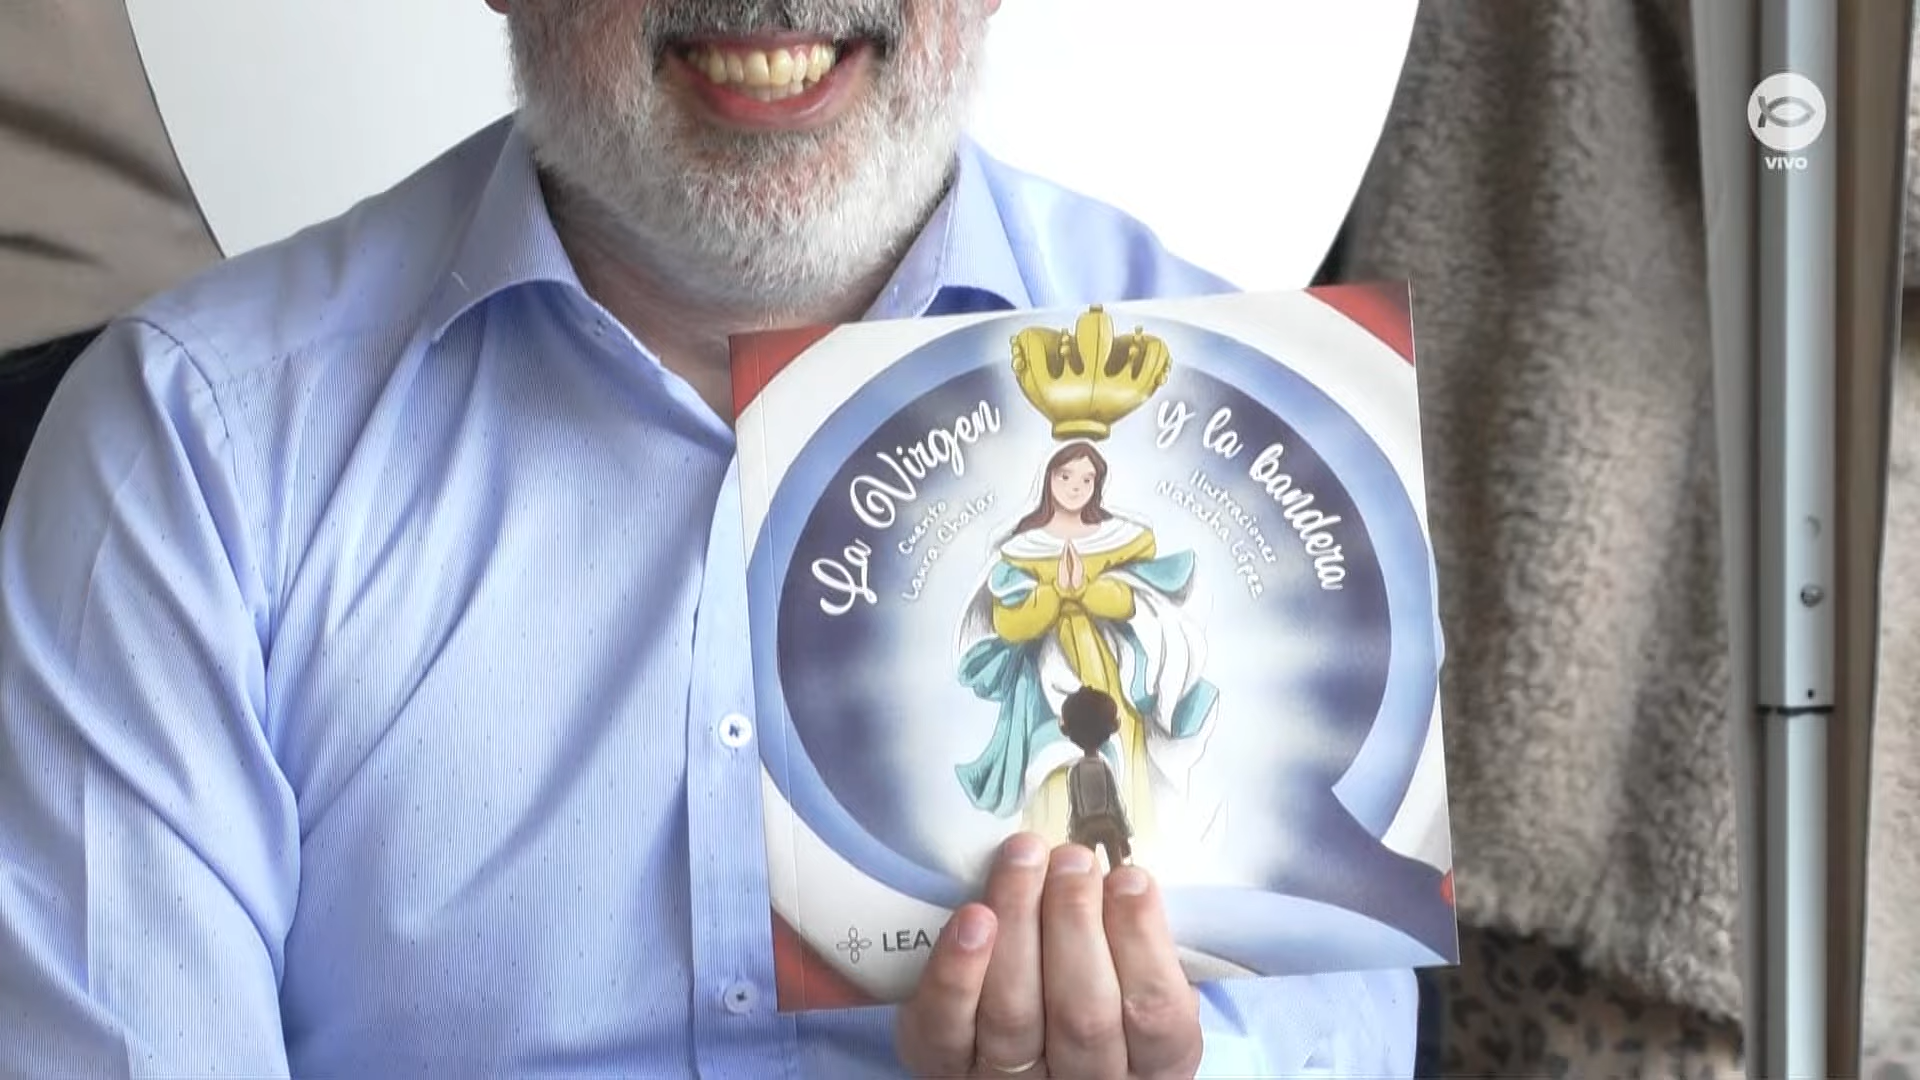 VIVO
La Virgen y la bandera
Cuento
Laura Chalar
Ilustraciones
Natasha López
LEA